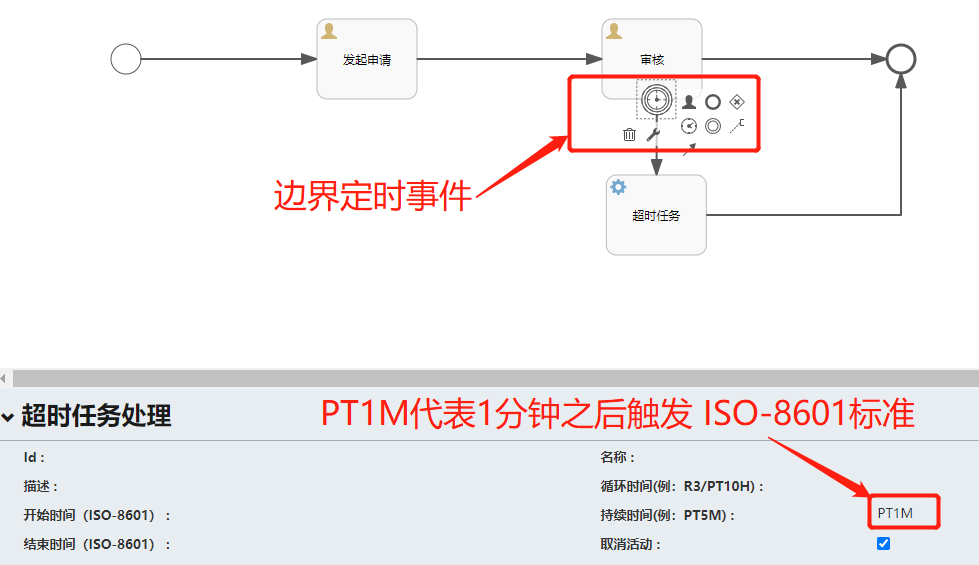 发起申请
审核
边界定时事件
超时任务
超时任务处理
PT1M代表1分钟之后触发 ISO-8601标准
Id：
名称：
描述：
循环时间(例：R3/PT10H)：
开始时间（ISO-8601）：
持续时间(例：PT5M)：
PT1M
结束时间（ISO-8601）：
取消活动：